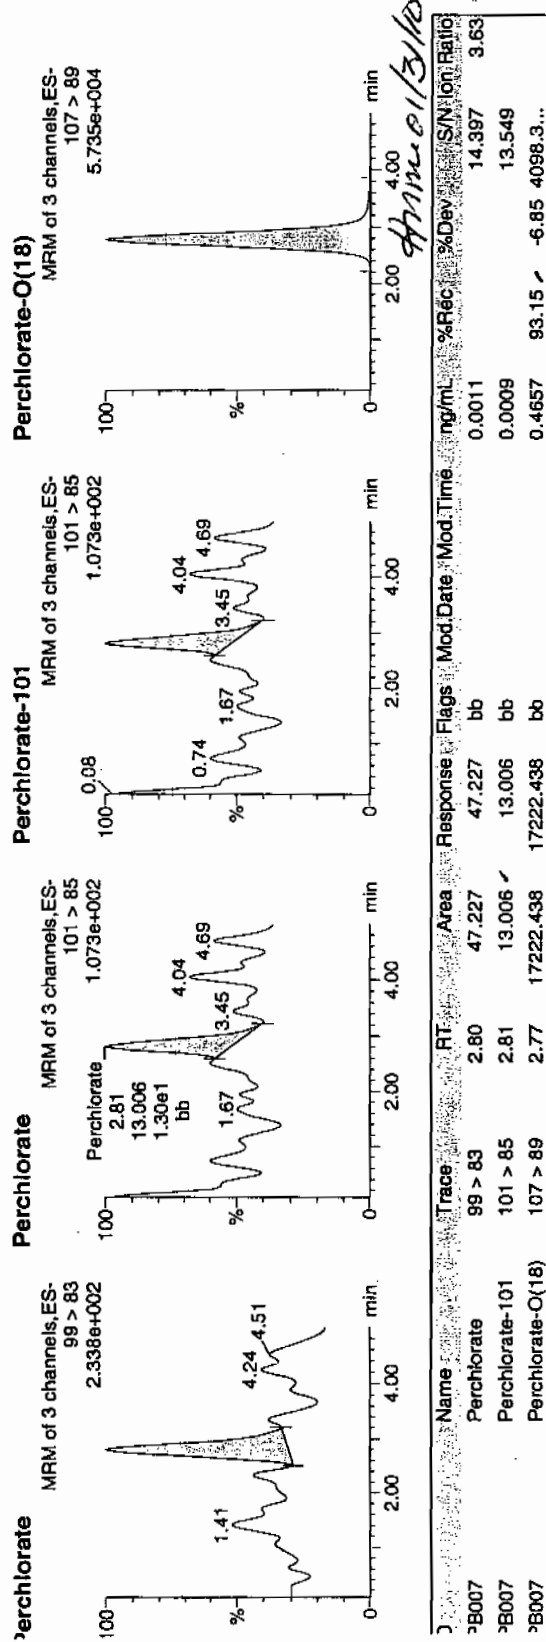 Perchlorate
MRM of 3 channels,ES-
99 > 83
2.338e+002
100
%
0
1.41
4.24
4.51
2.00
4.00
min
Perchlorate
MRM of 3 channels,ES-
101 > 85
1.073e+002
100
%
0
Perchlorate
2.81
13.006
1.30e1
bb
1.67
3.45
4.04
4.69
2.00
4.00
min
Perchlorate-101
MRM of 3 channels,ES-
101 > 85
1.073e+002
100
%
0
0.08
0.74
1.67
3.45
4.04
4.69
2.00
4.00
min
Perchlorate-O(18)
MRM of 3 channels,ES-
107 > 89
5.735e+004
100
%
0
2.00
4.00
min
01/31/10
Name Trace RT Area Response Flags Mod.Date Mod.Time ng/mL %Rec %Dev S/N Ion Ratio
PB007 Perchlorate 99 > 83 2.80 47.227 47.227 bb 0.0011 14.397 3.63
PB007 Perchlorate-101 101 > 85 2.81 13.006 ✓ 13.006 bb 0.0009 13.549
PB007 Perchlorate-O(18) 107 > 89 2.77 17222.438 17222.438 bb 0.4657 93.15 ✓ -6.85 4098.3...